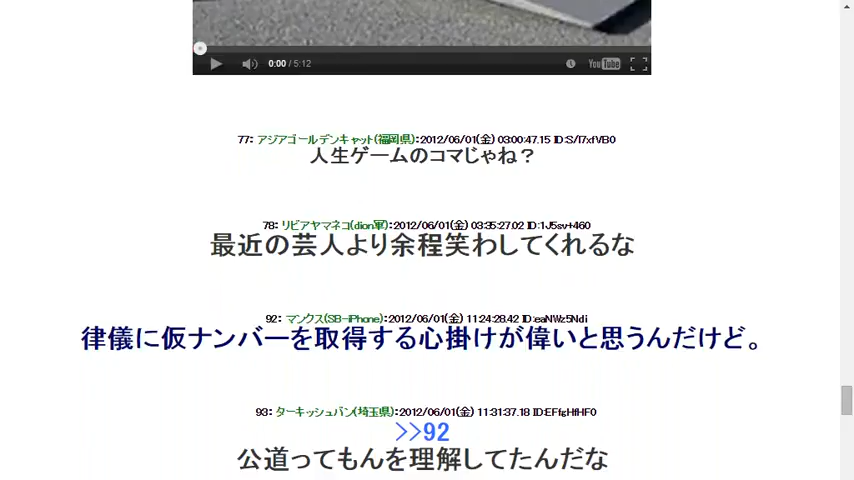 0:00 / 5:12
YouTube
77: アジアゴールデンキャット(福岡県):2012/06/01(金) 03:00:47.15 ID:S/I7xfVB0
人生ゲームのコマじゃね？
78: リビアヤマネコ(dion軍):2012/06/01(金) 03:35:27.02 ID:1J5sv+460
最近の芸人より余程笑わしてくれるな
92: マンクス(SB-iPhone):2012/06/01(金) 11:24:28.42 ID:eaNWz5Ndi
律儀に仮ナンバーを取得する心掛けが偉いと思うんだけど。
93: ターキッシュバン(埼玉県):2012/06/01(金) 11:31:37.18 ID:EFfgHfHF0
>>92
公道ってもんを理解してたんだな